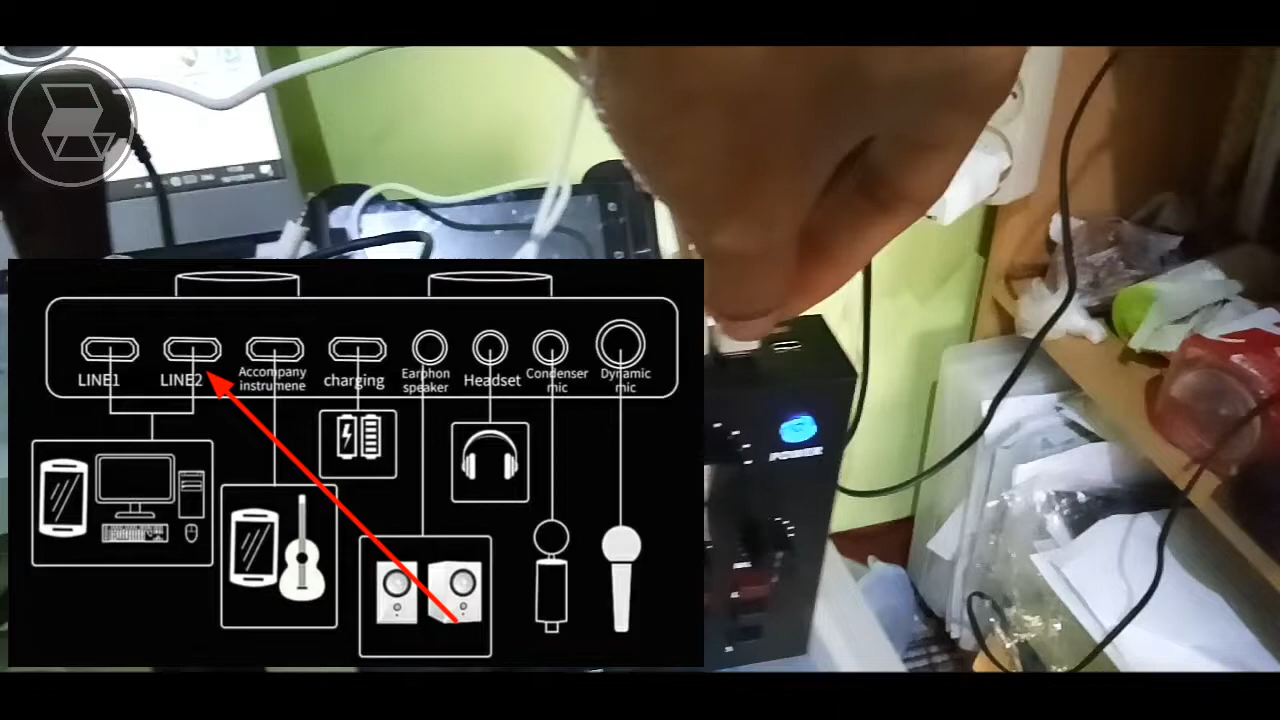 LINE1
LINE2
Accompany
instrumene
charging
Earphon
speaker
Headset
Condenser
mic
Dynamic
mic
POWER